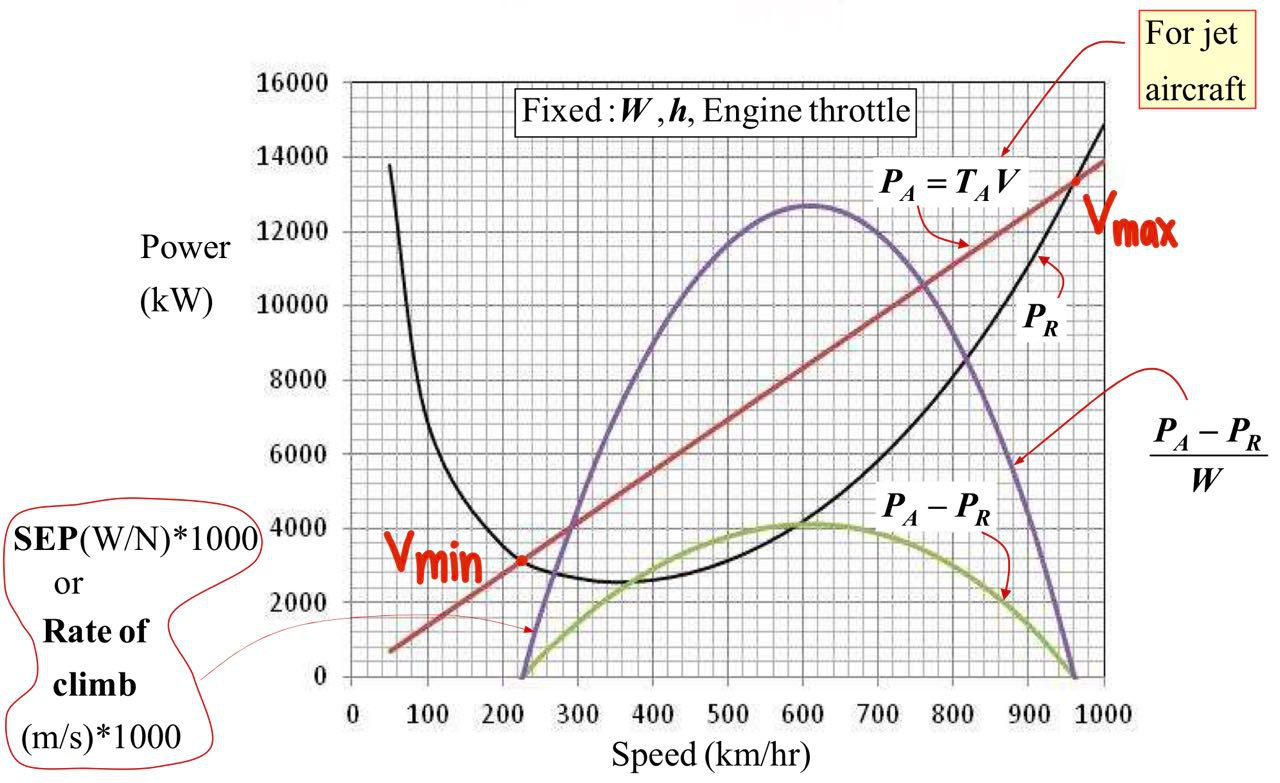 For jet
aircraft
Fixed : W , h, Engine throttle
P_A = T_A V
V max
P_R
P_A − P_R
W
P_A − P_R
V min
Power
(kW)
16000
14000
12000
10000
8000
6000
4000
2000
0
SEP(W/N)*1000
or
Rate of
climb
(m/s)*1000
0 100 200 300 400 500 600 700 800 900 1000
Speed (km/hr)